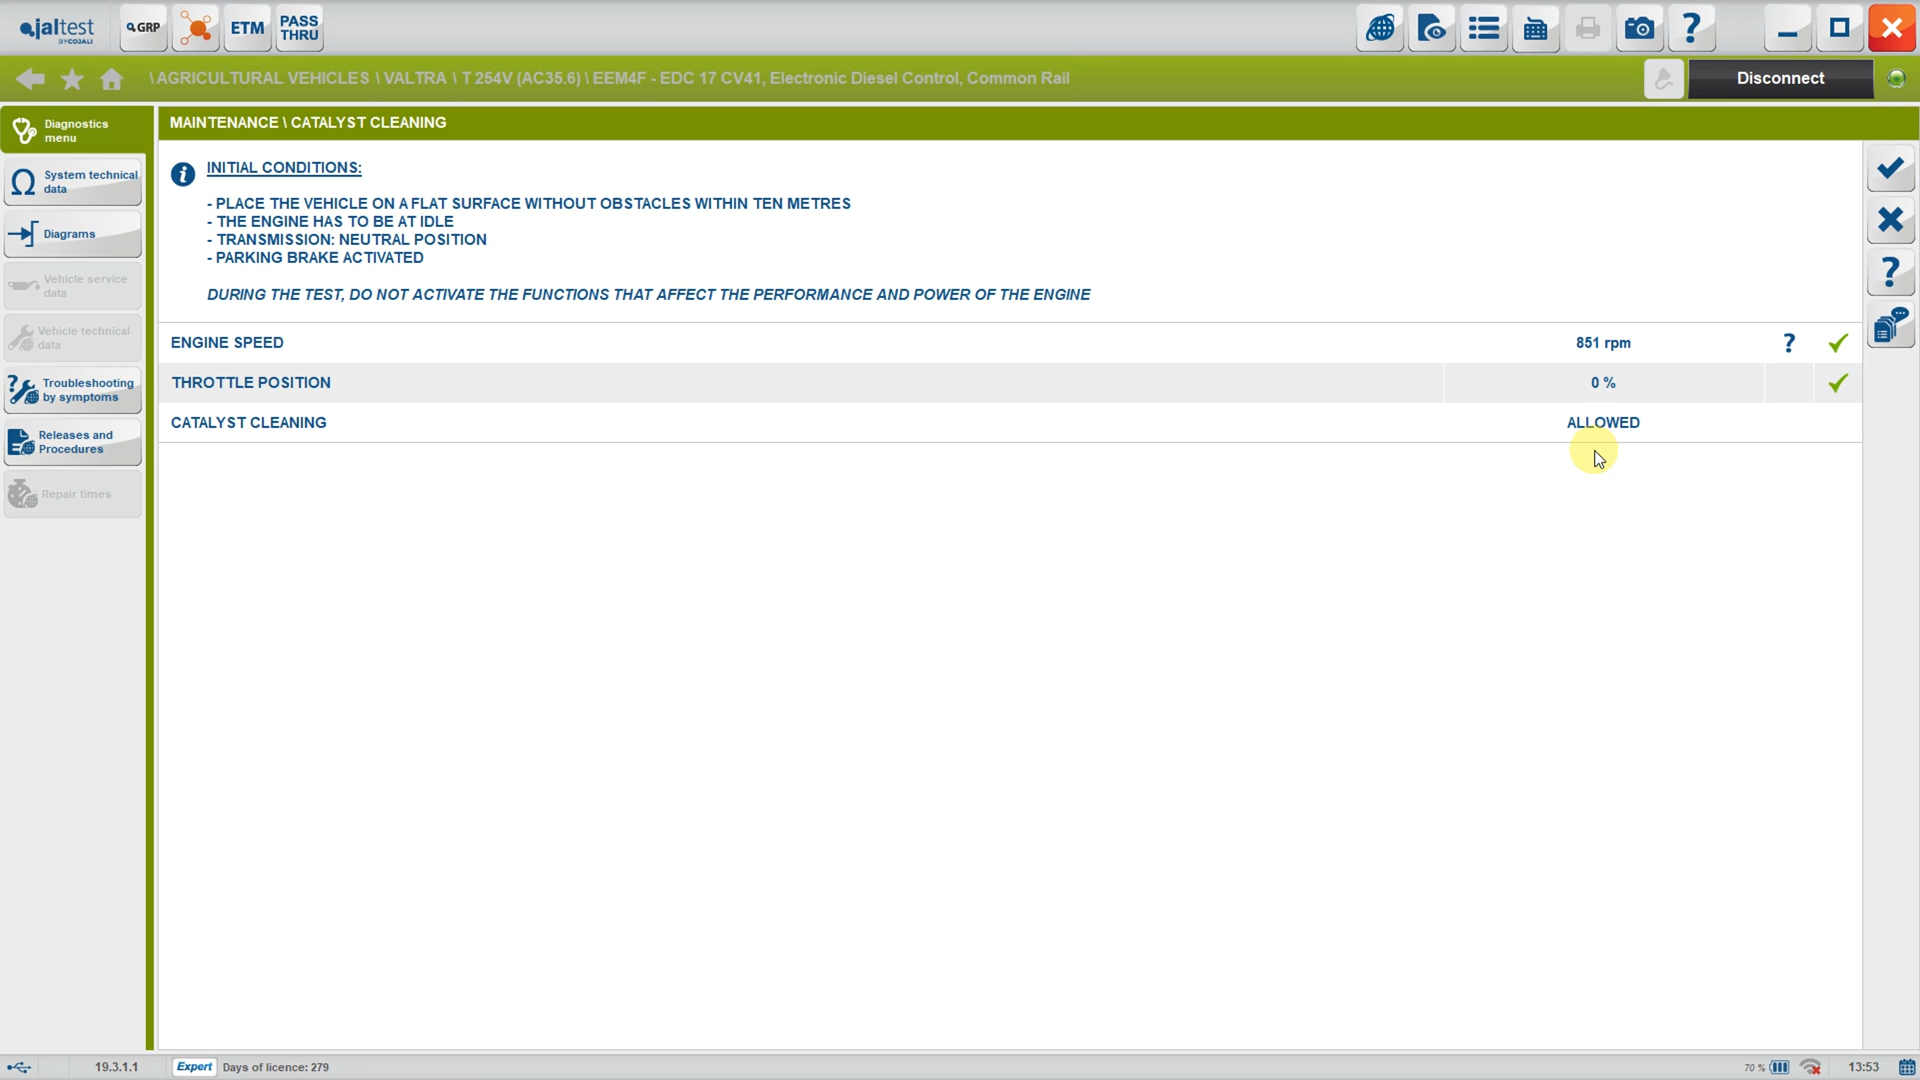 jaltest
BY COJALI
GRP
ETM
PASS
THRU
?
\ AGRICULTURAL VEHICLES \ VALTRA \ T 254V (AC35.6) \ EEM4F - EDC 17 CV41, Electronic Diesel Control, Common Rail
Disconnect
Diagnostics
menu
System technical
data
Diagrams
Vehicle service
data
Vehicle technical
data
Troubleshooting
by symptoms
Releases and
Procedures
Repair times
MAINTENANCE \ CATALYST CLEANING
INITIAL CONDITIONS:
- PLACE THE VEHICLE ON A FLAT SURFACE WITHOUT OBSTACLES WITHIN TEN METRES
- THE ENGINE HAS TO BE AT IDLE
- TRANSMISSION: NEUTRAL POSITION
- PARKING BRAKE ACTIVATED
DURING THE TEST, DO NOT ACTIVATE THE FUNCTIONS THAT AFFECT THE PERFORMANCE AND POWER OF THE ENGINE
ENGINE SPEED 851 rpm ?
THROTTLE POSITION 0 %
CATALYST CLEANING ALLOWED
?
19.3.1.1 Expert Days of licence: 279 70 % 13:53